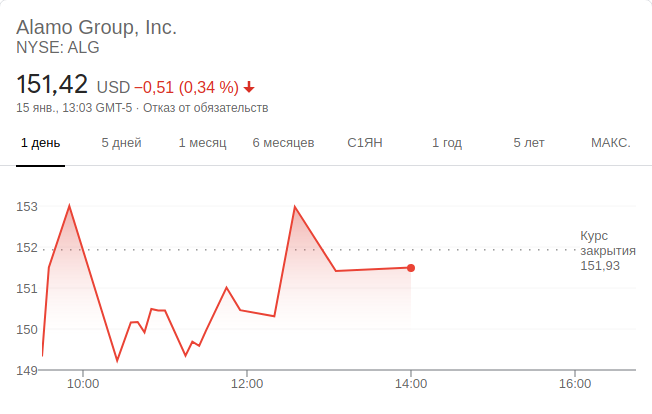 Alamo Group, Inc.
NYSE: ALG
151,42 USD −0,51 (0,34 %)
15 янв., 13:03 GMT-5 · Отказ от обязательств
1 день 5 дней 1 месяц 6 месяцев С1ЯН 1 год 5 лет МАКС.
153
152
151
150
149
Курс
закрытия
151,93
10:00 12:00 14:00 16:00